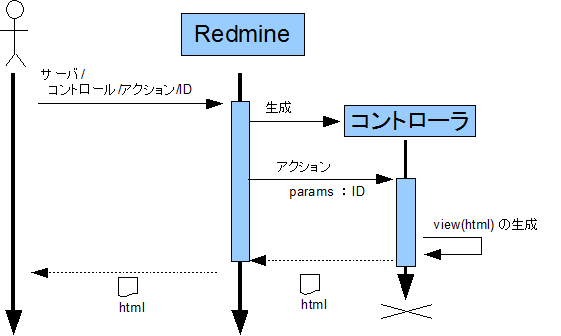 Redmine
サーバ/
コントロール/アクション/ID
生成
コントローラ
アクション
params : ID
view(html) の生成
html
html